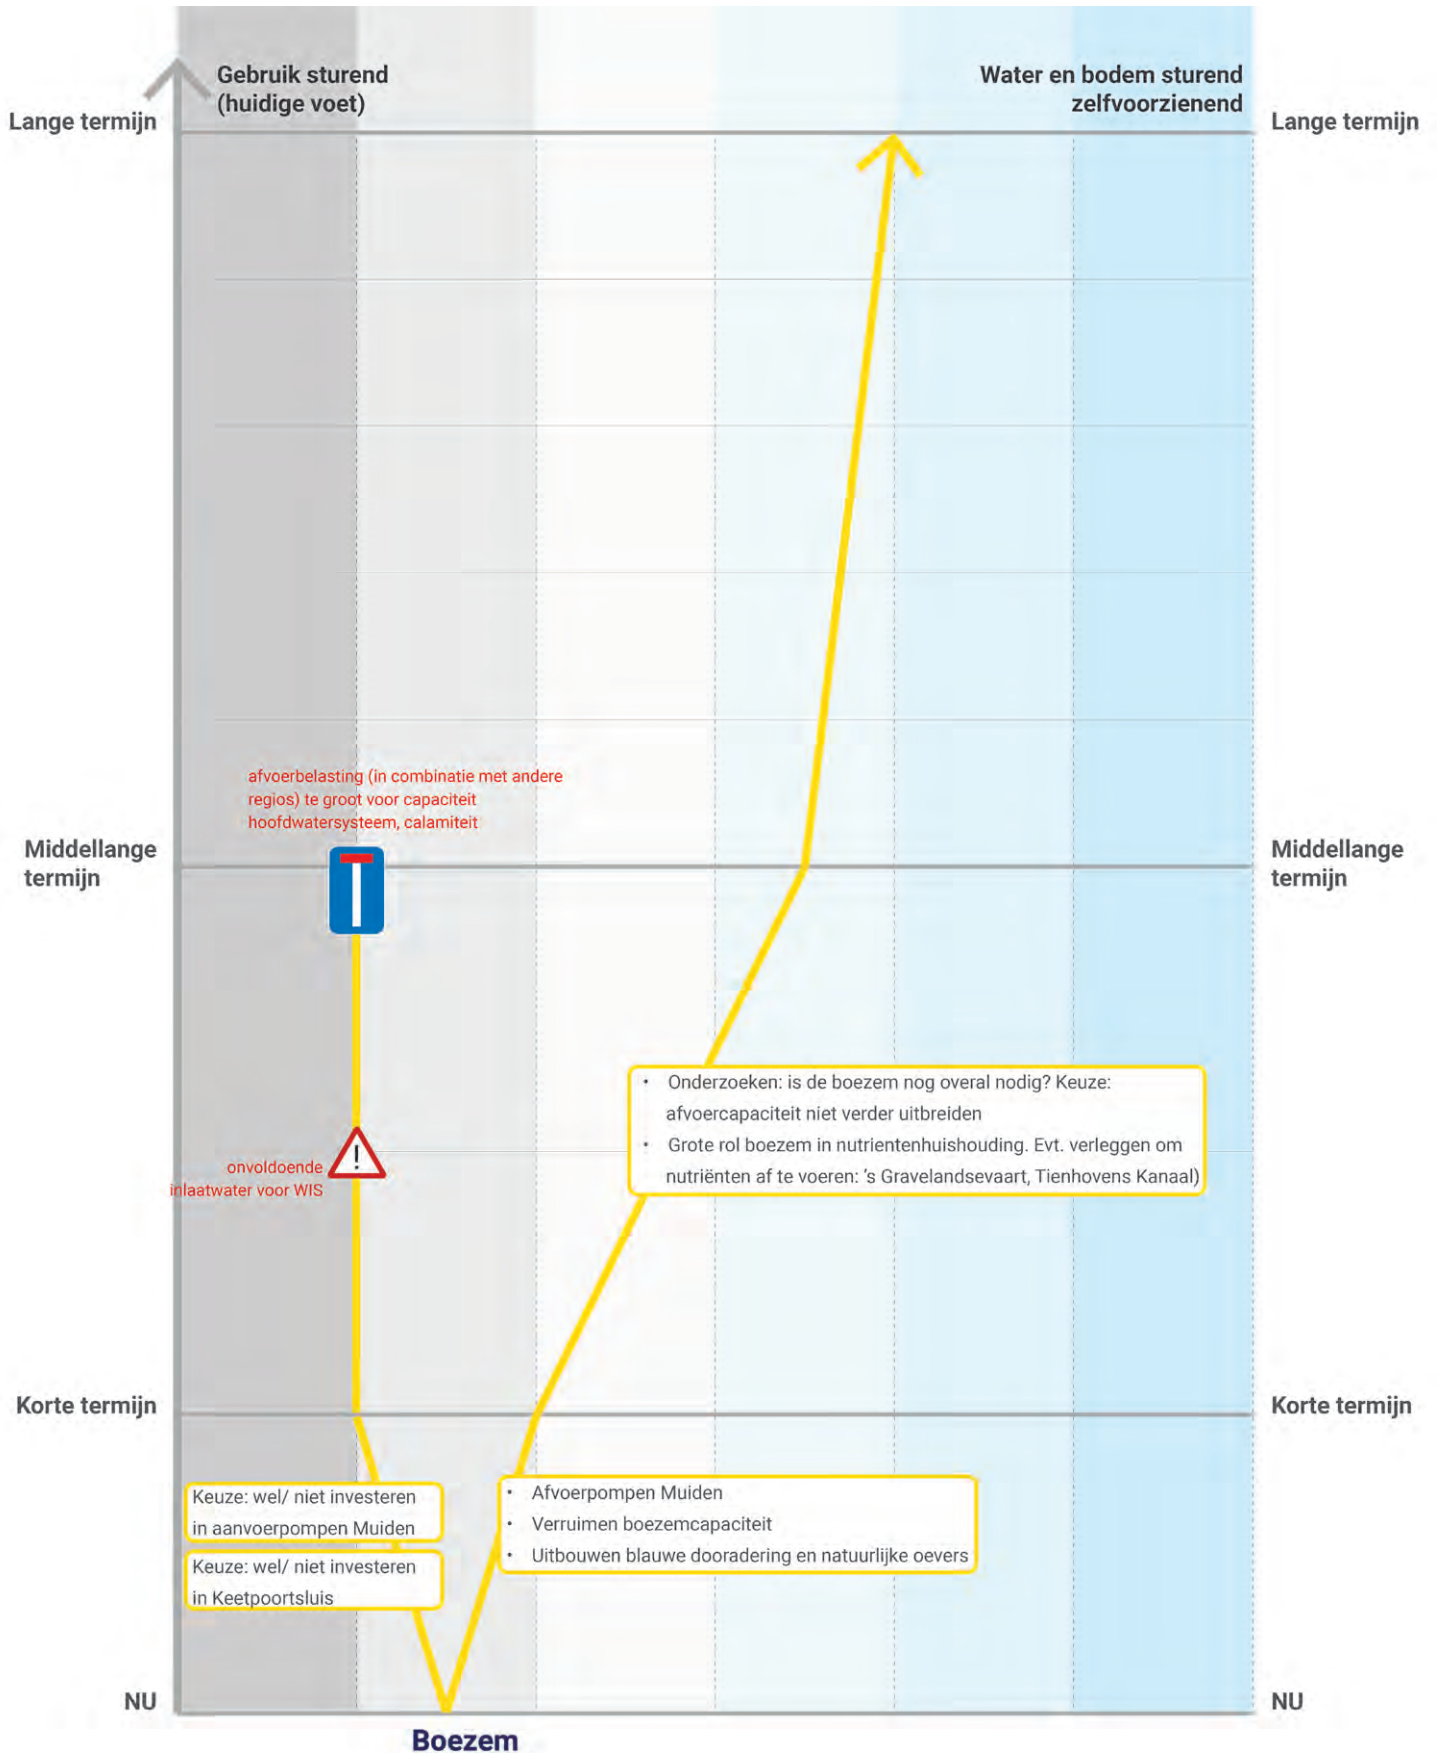 Gebruik sturend
(huidige voet)
Water en bodem sturend
zelfvoorzienend
Lange termijn
Lange termijn
afvoerbelasting (in combinatie met andere
regios) te groot voor capaciteit
hoofdwatersysteem, calamiteit
Middellange
termijn
Middellange
termijn
• Onderzoeken: is de boezem nog overal nodig? Keuze:
afvoercapaciteit niet verder uitbreiden
• Grote rol boezem in nutrientenhuishouding. Evt. verleggen om
nutriënten af te voeren: 's Gravelandsevaart, Tienhovens Kanaal)
!
onvoldoende
inlaatwater voor WIS
Korte termijn
Korte termijn
Keuze: wel/ niet investeren
in aanvoerpompen Muiden
Keuze: wel/ niet investeren
in Keetpoortsluis
• Afvoerpompen Muiden
• Verruimen boezemcapaciteit
• Uitbouwen blauwe dooradering en natuurlijke oevers
NU
NU
Boezem